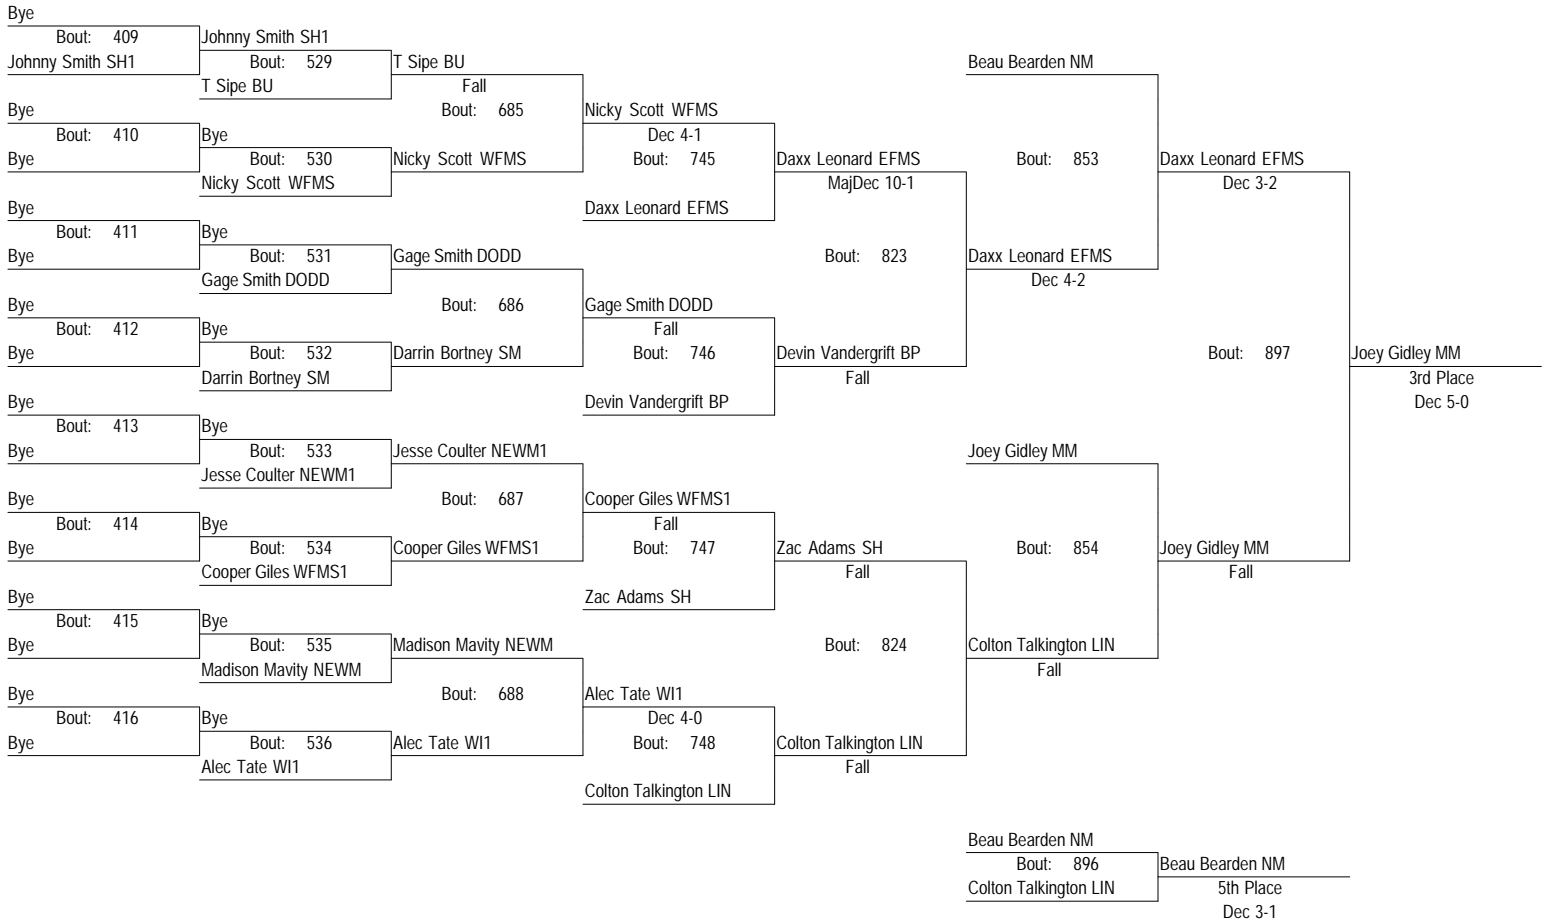 Bye
Bout: 409
Johnny Smith SH1
Bye
Bout: 410
Bye
Bye
Bout: 411
Bye
Bye
Bout: 412
Bye
Bye
Bout: 413
Bye
Bye
Bout: 414
Bye
Bye
Bout: 415
Bye
Bye
Bout: 416
Bye
Johnny Smith SH1
Bout: 529
T Sipe BU
Bye
Bout: 530
Nicky Scott WFMS
Bye
Bout: 531
Gage Smith DODD
Bye
Bout: 532
Darrin Bortney SM
Bye
Bout: 533
Jesse Coulter NEWM1
Bye
Bout: 534
Cooper Giles WFMS1
Bye
Bout: 535
Madison Mavity NEWM
Bye
Bout: 536
Alec Tate WI1
T Sipe BU
Fall
Bout: 685
Nicky Scott WFMS
Gage Smith DODD
Bout: 686
Darrin Bortney SM
Jesse Coulter NEWM1
Bout: 687
Cooper Giles WFMS1
Madison Mavity NEWM
Bout: 688
Alec Tate WI1
Nicky Scott WFMS
Dec 4-1
Bout: 745
Daxx Leonard EFMS
Gage Smith DODD
Fall
Bout: 746
Devin Vandergrift BP
Cooper Giles WFMS1
Fall
Bout: 747
Zac Adams SH
Alec Tate WI1
Dec 4-0
Bout: 748
Colton Talkington LIN
Daxx Leonard EFMS
MajDec 10-1
Bout: 823
Devin Vandergrift BP
Fall
Zac Adams SH
Fall
Bout: 824
Colton Talkington LIN
Fall
Beau Bearden NM
Bout: 853
Daxx Leonard EFMS
Dec 4-2
Joey Gidley MM
Bout: 854
Colton Talkington LIN
Fall
Daxx Leonard EFMS
Dec 3-2
Bout: 897
Joey Gidley MM
Fall
Joey Gidley MM
3rd Place
Dec 5-0
Beau Bearden NM
Bout: 896
Colton Talkington LIN
Beau Bearden NM
5th Place
Dec 3-1